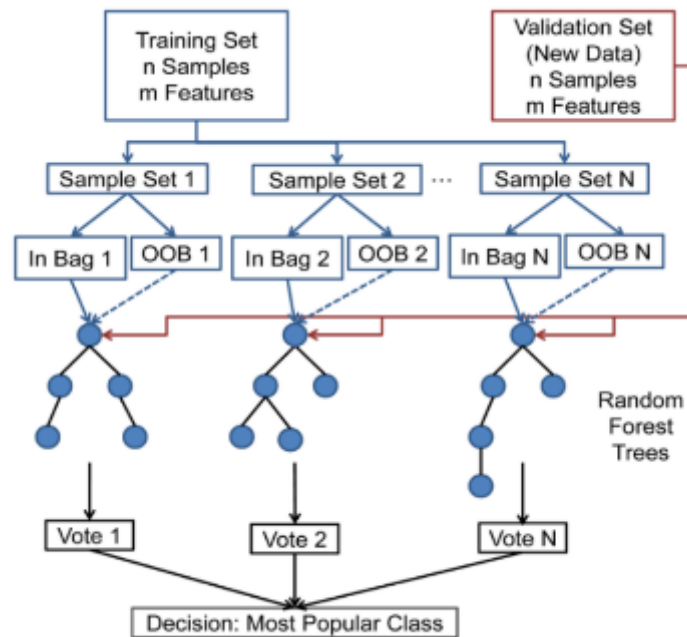 Training Set
n Samples
m Features
Validation Set
(New Data)
n Samples
m Features
Sample Set 1
Sample Set 2
...
Sample Set N
In Bag 1
OOB 1
In Bag 2
OOB 2
In Bag N
OOB N
Random
Forest
Trees
Vote 1
Vote 2
Vote N
Decision: Most Popular Class